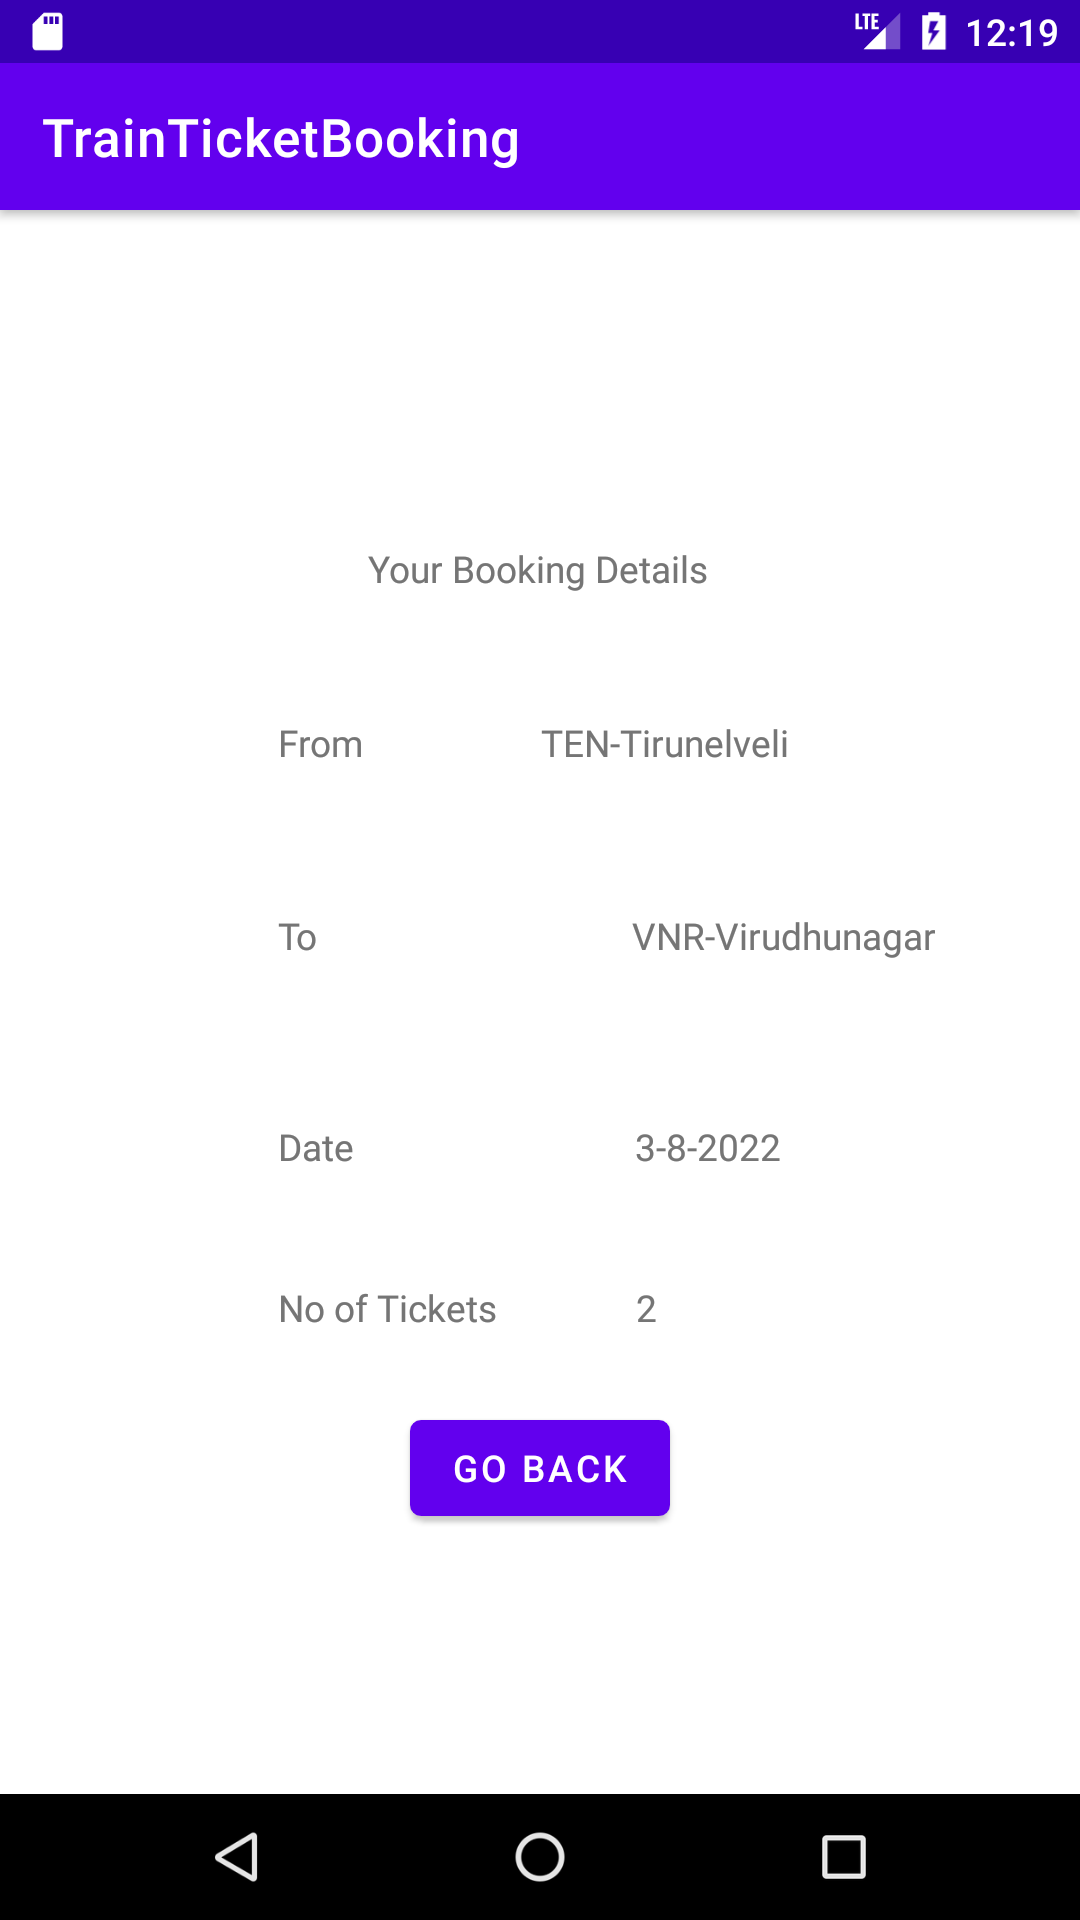 LTE 12:19
TrainTicketBooking
Your Booking Details
From TEN-Tirunelveli
To VNR-Virudhunagar
Date 3-8-2022
No of Tickets 2
GO BACK